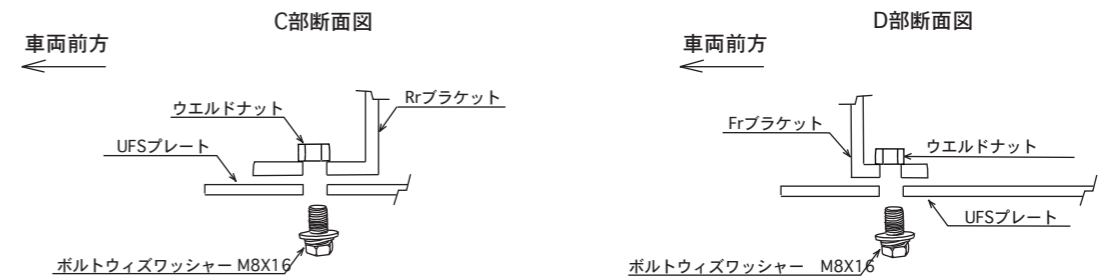 C部断面図
車両前方
Rrブラケット
ウエルドナット
UFSプレート
ボルトウィズワッシャー M8X16
D部断面図
車両前方
Frブラケット
ウエルドナット
UFSプレート
ボルトウィズワッシャー M8X16